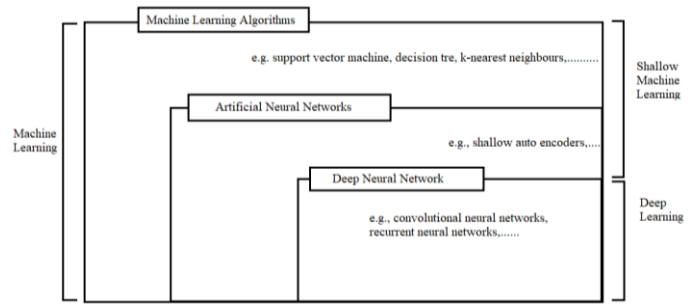 Machine Learning Algorithms
e.g. support vector machine, decision tre, k-nearest neighbours,..........
Shallow
Machine
Learning
Artificial Neural Networks
Machine
Learning
e.g., shallow auto encoders,....
Deep Neural Network
Deep
Learning
e.g., convolutional neural networks,
recurrent neural networks,......